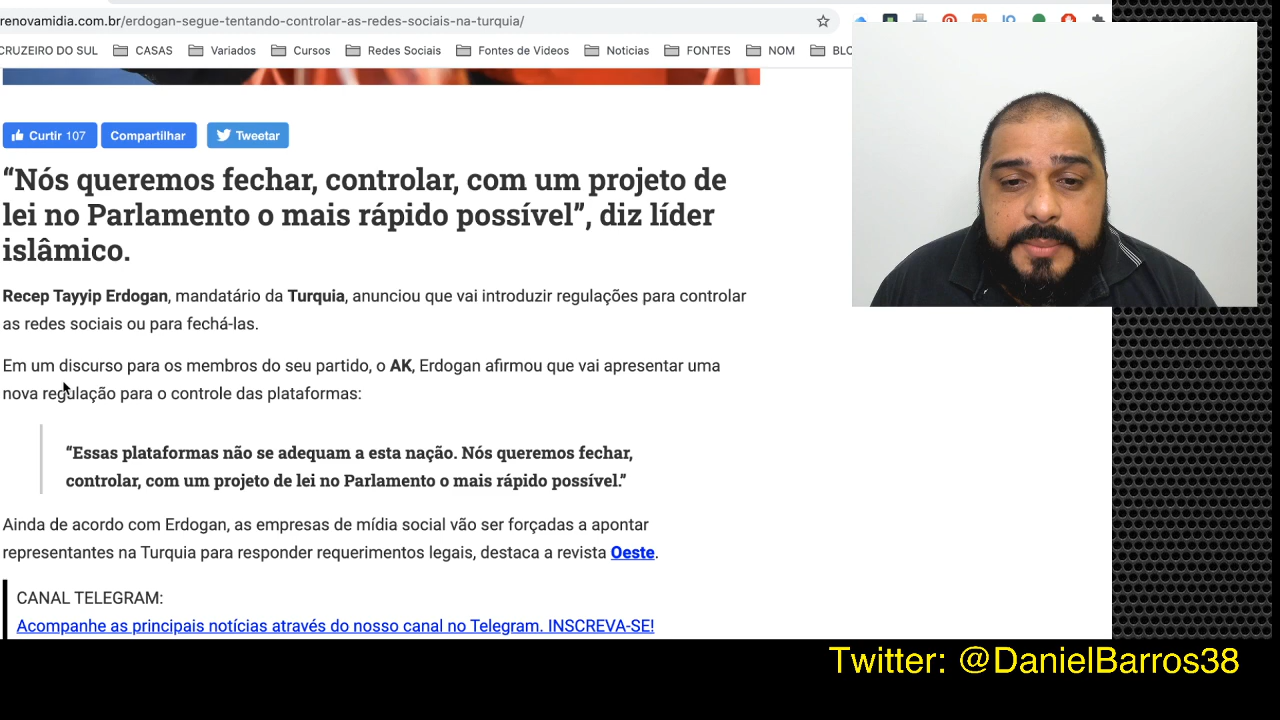 renovamidia.com.br/erdogan-segue-tentando-controlar-as-redes-sociais-na-turquia/
CRUZEIRO DO SUL CASAS Variados Cursos Redes Sociais Fontes de Videos Noticias FONTES NOM BLO
Curtir 107 Compartilhar Tweetar
“Nós queremos fechar, controlar, com um projeto de
lei no Parlamento o mais rápido possível”, diz líder
islâmico.
Recep Tayyip Erdogan, mandatário da Turquia, anunciou que vai introduzir regulações para controlar
as redes sociais ou para fechá-las.
Em um discurso para os membros do seu partido, o AK, Erdogan afirmou que vai apresentar uma
nova regulação para o controle das plataformas:
“Essas plataformas não se adequam a esta nação. Nós queremos fechar,
controlar, com um projeto de lei no Parlamento o mais rápido possível.”
Ainda de acordo com Erdogan, as empresas de mídia social vão ser forçadas a apontar
representantes na Turquia para responder requerimentos legais, destaca a revista Oeste.
CANAL TELEGRAM:
Acompanhe as principais notícias através do nosso canal no Telegram. INSCREVA-SE!
Twitter: @DanielBarros38